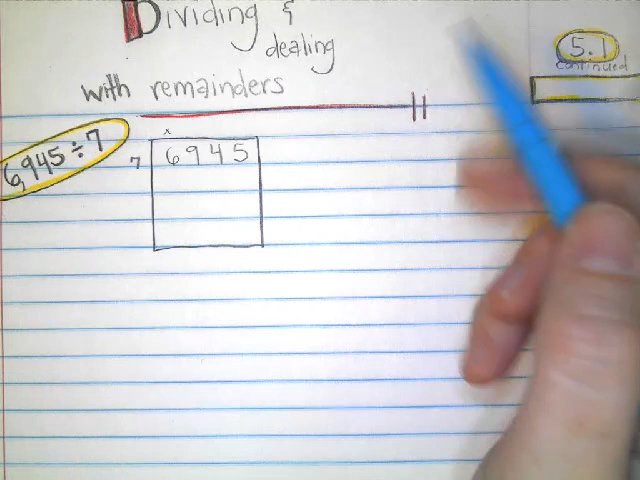 Dividing &
dealing
with remainders
5.1
continued
6,945 ÷ 7
x
7 6945